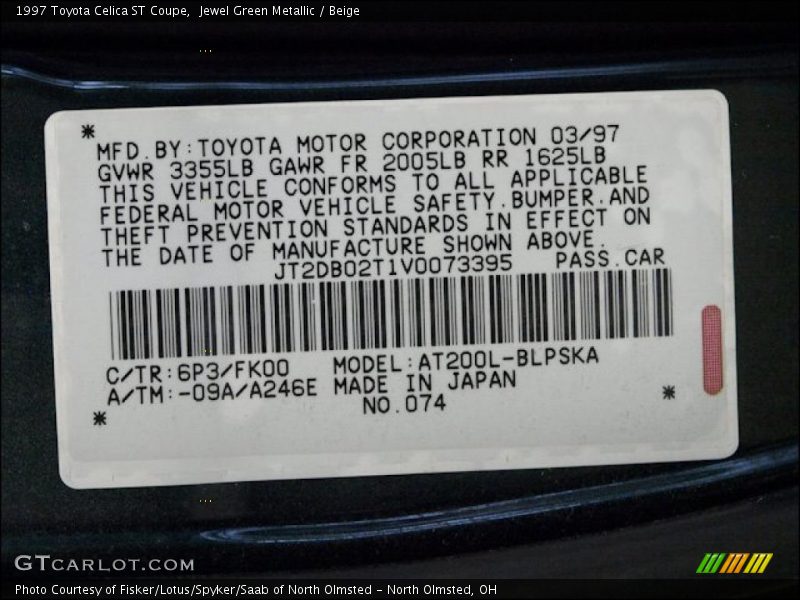 1997 Toyota Celica ST Coupe,  Jewel Green Metallic / Beige
* MFD.BY:TOYOTA MOTOR CORPORATION 03/97
GVWR 3355LB GAWR FR 2005LB RR 1625LB
THIS VEHICLE CONFORMS TO ALL APPLICABLE
FEDERAL MOTOR VEHICLE SAFETY.BUMPER.AND
THEFT PREVENTION STANDARDS IN EFFECT ON
THE DATE OF MANUFACTURE SHOWN ABOVE.
JT2DB02T1V0073395 PASS.CAR
C/TR:6P3/FK00 MODEL:AT200L-BLPSKA
A/TM:-09A/A246E MADE IN JAPAN *
* NO.074
GTCARLOT.COM
Photo Courtesy of Fisker/Lotus/Spyker/Saab of North Olmsted - North Olmsted, OH